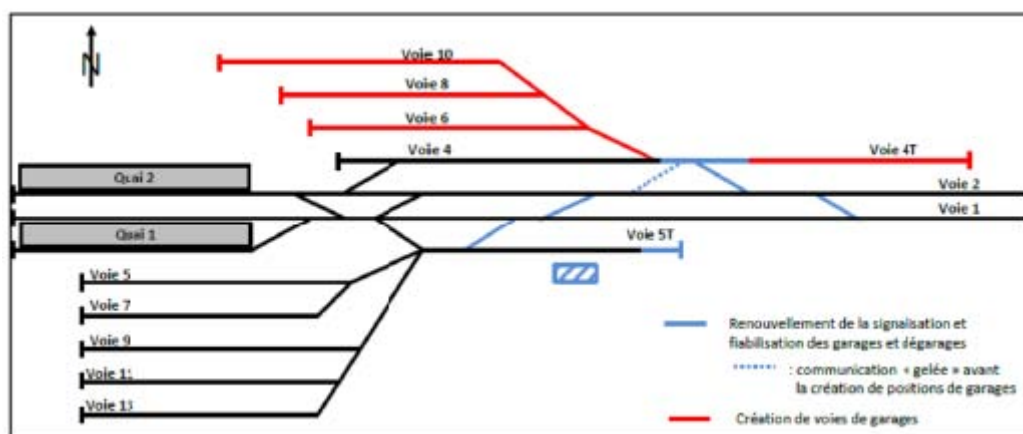 N
Voie 10
Voie 8
Voie 6
Voie 4
Voie 4T
Quai 2
Voie 2
Voie 1
Quai 1
Voie 5T
Voie 5
Voie 7
Voie 9
Voie 11
Voie 13
Renouvellement de la signalisation et
fiabilisation des garages et dégarages
: communication « gelée » avant
la création de positions de garages
Création de voies de garages